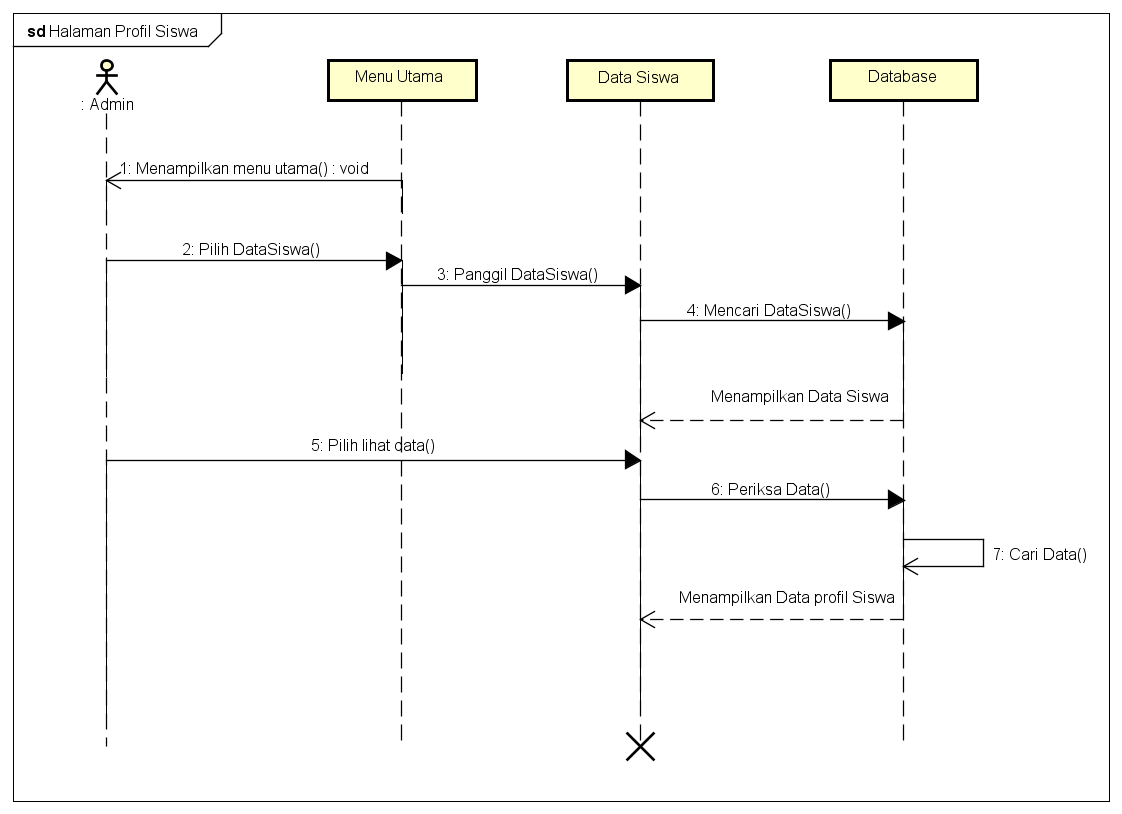 sd Halaman Profil Siswa
: Admin
Menu Utama
Data Siswa
Database
1: Menampilkan menu utama() : void
2: Pilih DataSiswa()
3: Panggil DataSiswa()
4: Mencari DataSiswa()
Menampilkan Data Siswa
5: Pilih lihat data()
6: Periksa Data()
7: Cari Data()
Menampilkan Data profil Siswa